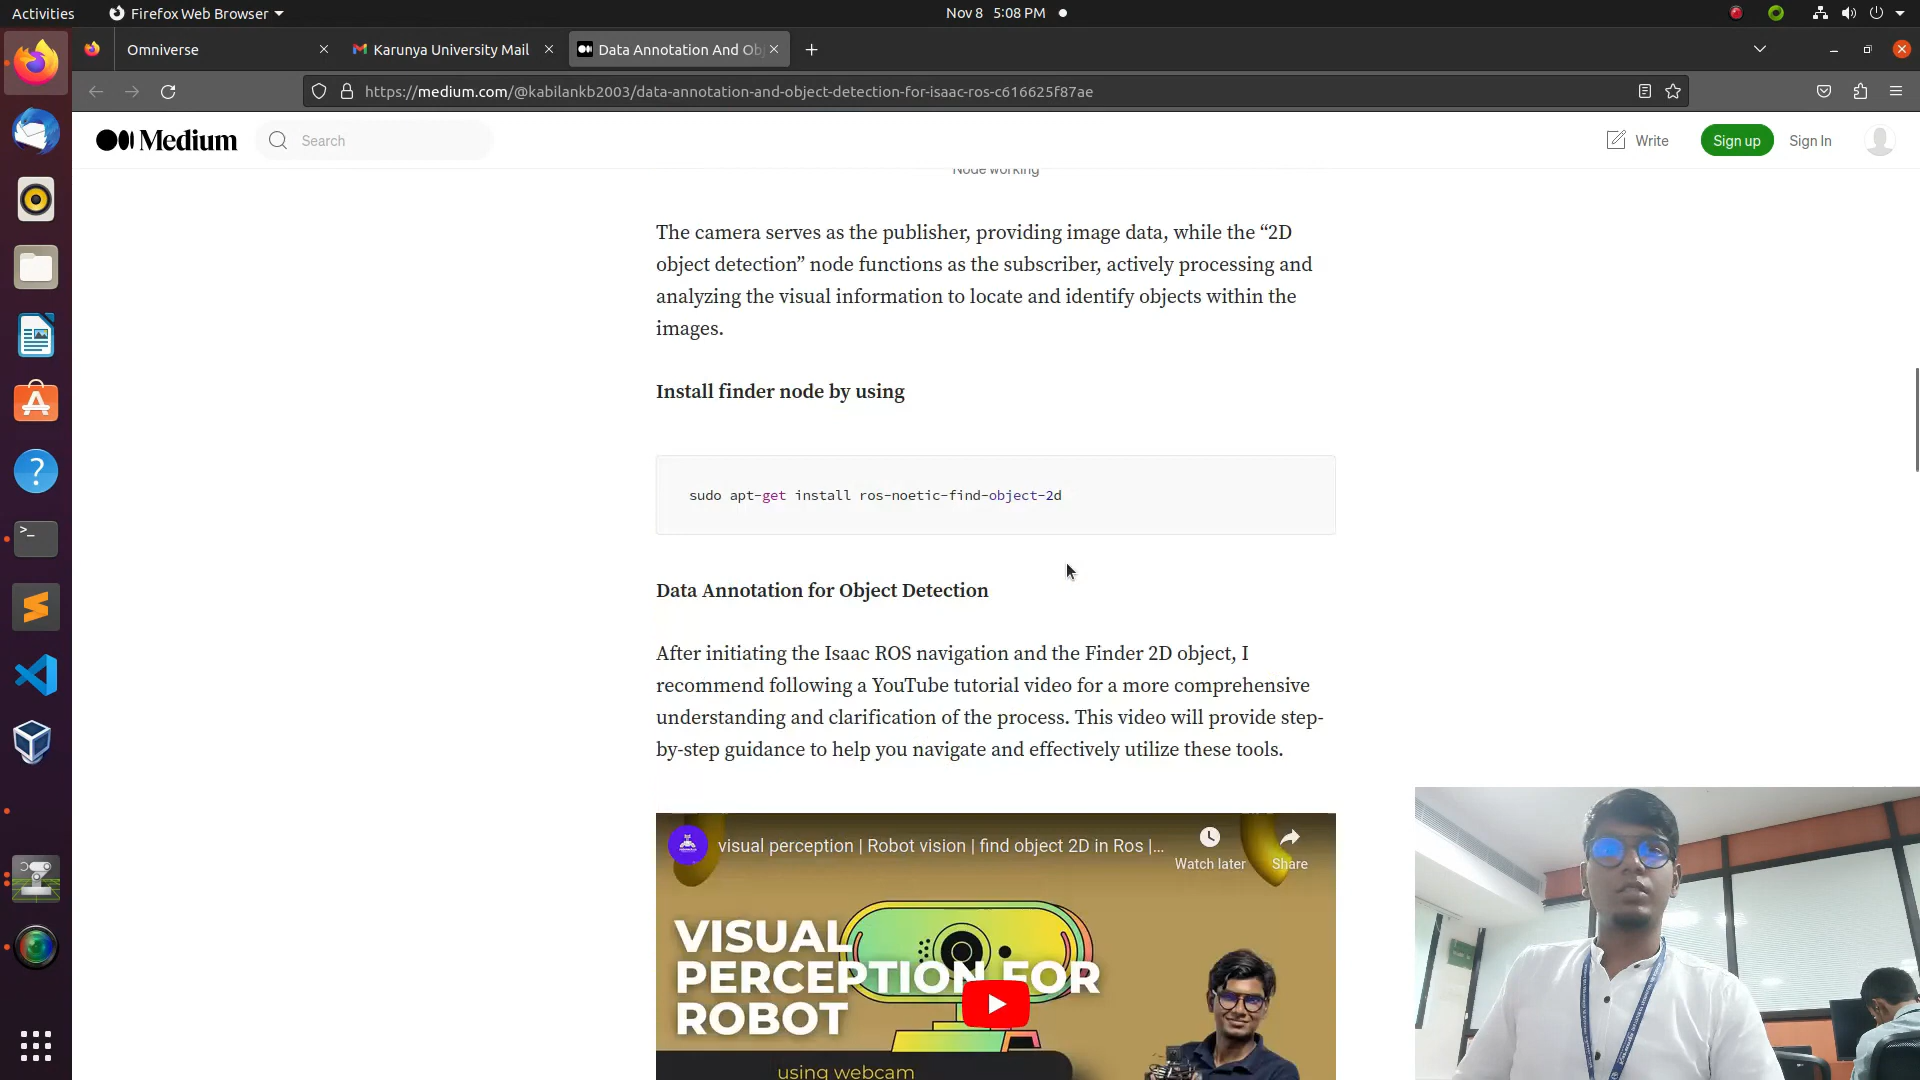 Activities
Firefox Web Browser
Nov 8 5:08 PM
Omniverse
Karunya University Mail
Data Annotation And Ob
https://medium.com/@kabilankb2003/data-annotation-and-object-detection-for-isaac-ros-c616625f87ae
Medium
Search
Write
Sign up
Sign In
Node working
The camera serves as the publisher, providing image data, while the “2D
object detection” node functions as the subscriber, actively processing and
analyzing the visual information to locate and identify objects within the
images.
Install finder node by using
sudo apt-get install ros-noetic-find-object-2d
Data Annotation for Object Detection
After initiating the Isaac ROS navigation and the Finder 2D object, I
recommend following a YouTube tutorial video for a more comprehensive
understanding and clarification of the process. This video will provide step-
by-step guidance to help you navigate and effectively utilize these tools.
visual perception | Robot vision | find object 2D in Ros |...
Watch later
Share
VISUAL
PERCEPTION FOR
ROBOT
using webcam